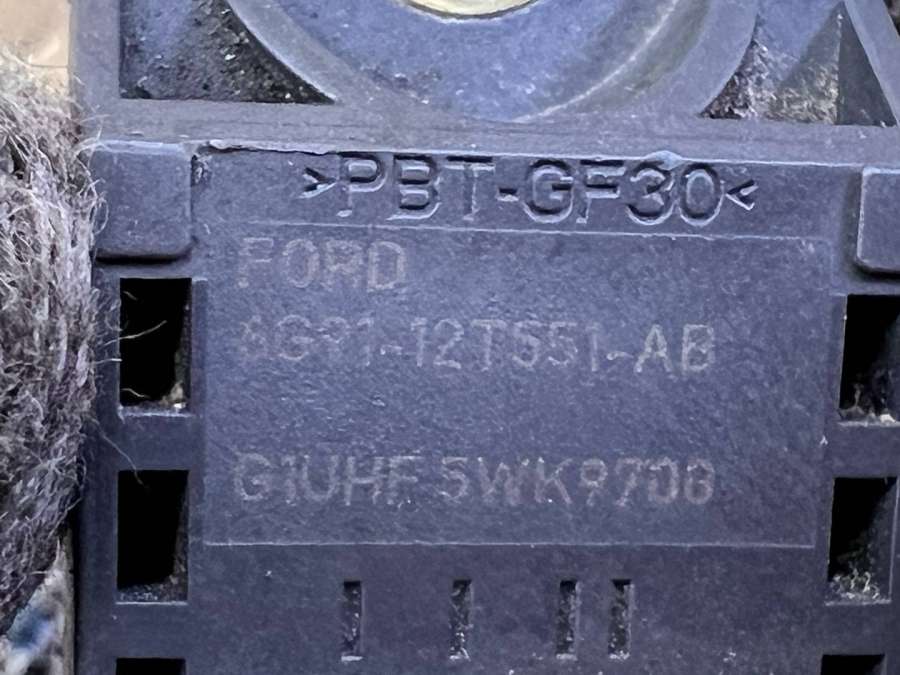 >PBT-GF30<
FORD
6G91-12T551-AB
G1UHF 5WK9708